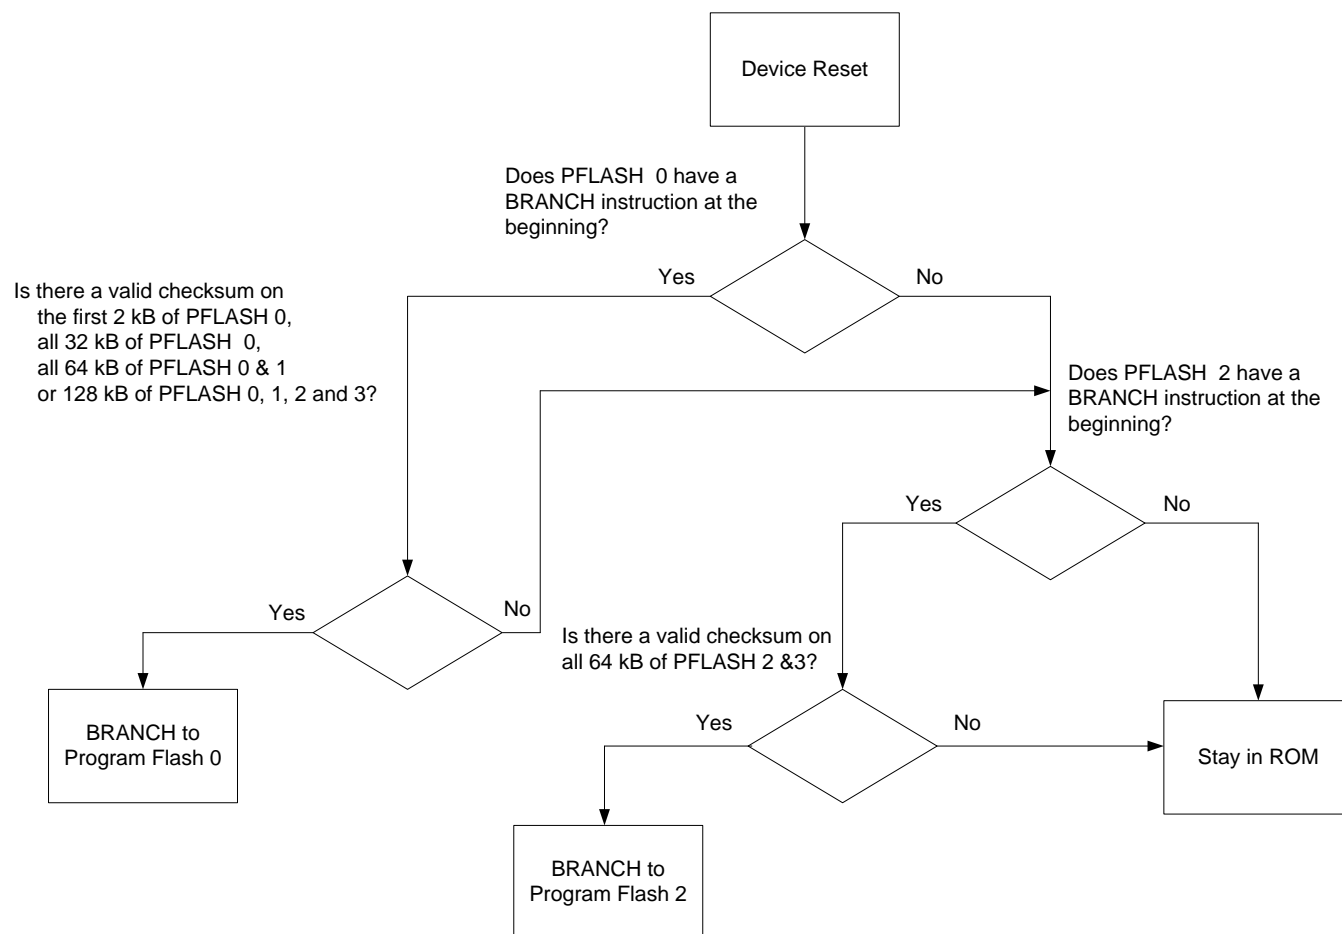 Device Reset
Does PFLASH  0 have a
BRANCH instruction at the
beginning?
Yes
No
Is there a valid checksum on
the first 2 kB of PFLASH 0,
all 32 kB of PFLASH  0,
all 64 kB of PFLASH 0 & 1
or 128 kB of PFLASH 0, 1, 2 and 3?
Does PFLASH  2 have a
BRANCH instruction at the
beginning?
Yes
No
Yes
No
Is there a valid checksum on
all 64 kB of PFLASH 2 &3?
Yes
No
BRANCH to
Program Flash 0
Stay in ROM
BRANCH to
Program Flash 2